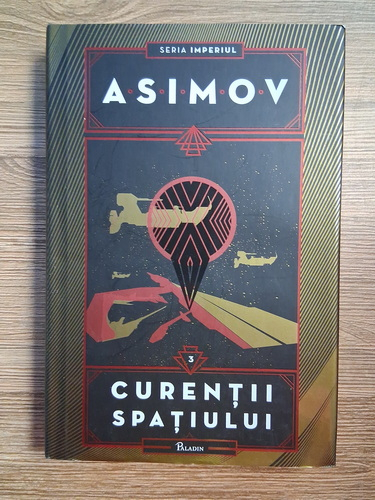 SERIA IMPERIUL
ASIMOV
3
CURENȚII
SPAȚIULUI
PALADIN